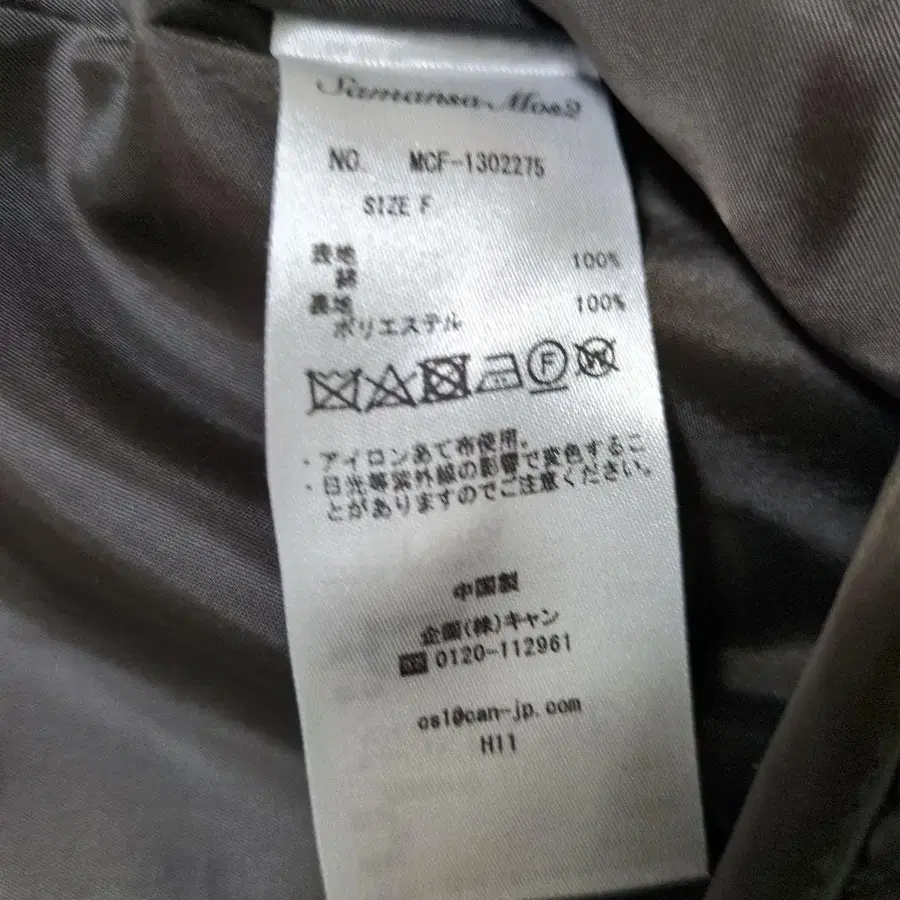 Samansa Mos2
NO. MCF-1302275
SIZE F
表地
綿 100%
裏地
ポリエステル 100%
F
W
・アイロンあて布使用。
・日光等紫外線の影響で変色するこ
とがありますのでご注意ください。
中国製
企画(株)キャン
0120-112961
cs1@can-jp.com
H11